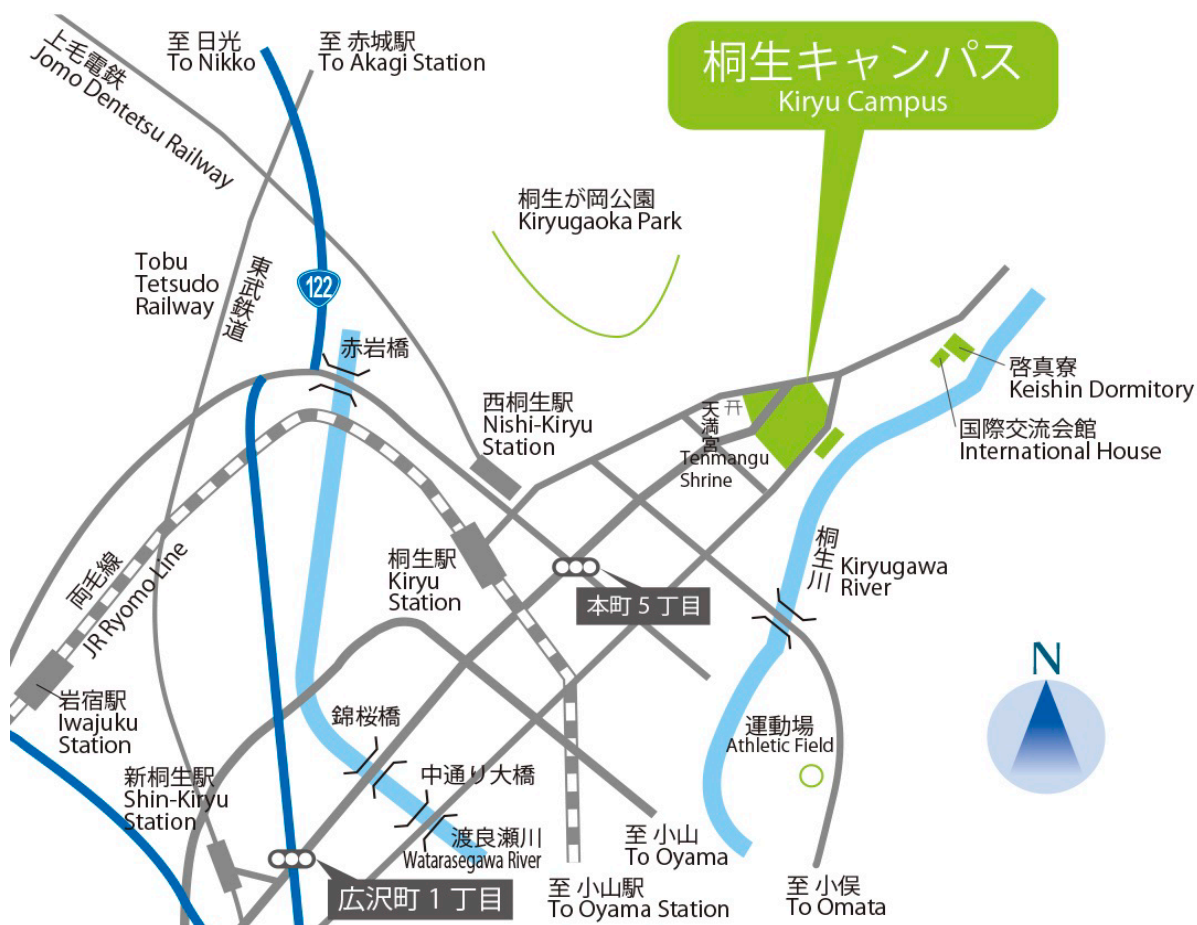 至 日光
To Nikko
至 赤城駅
To Akagi Station
上毛電鉄
Jomo Dentetsu Railway
桐生キャンパス
Kiryu Campus
桐生が岡公園
Kiryugaoka Park
Tobu
Tetsudo
Railway
東武鉄道
122
赤岩橋
西桐生駅
Nishi-Kiryu
Station
天満宮
Tenmangu
Shrine
啓真寮
Keishin Dormitory
国際交流会館
International House
両毛線
JR Ryomo Line
桐生駅
Kiryu
Station
本町 5 丁目
桐生川
Kiryugawa
River
N
岩宿駅
Iwajuku
Station
錦桜橋
運動場
Athletic Field
新桐生駅
Shin-Kiryu
Station
中通り大橋
渡良瀬川
Watarasegawa River
至 小山
To Oyama
広沢町 1 丁目
至 小山駅
To Oyama Station
至 小俣
To Omata